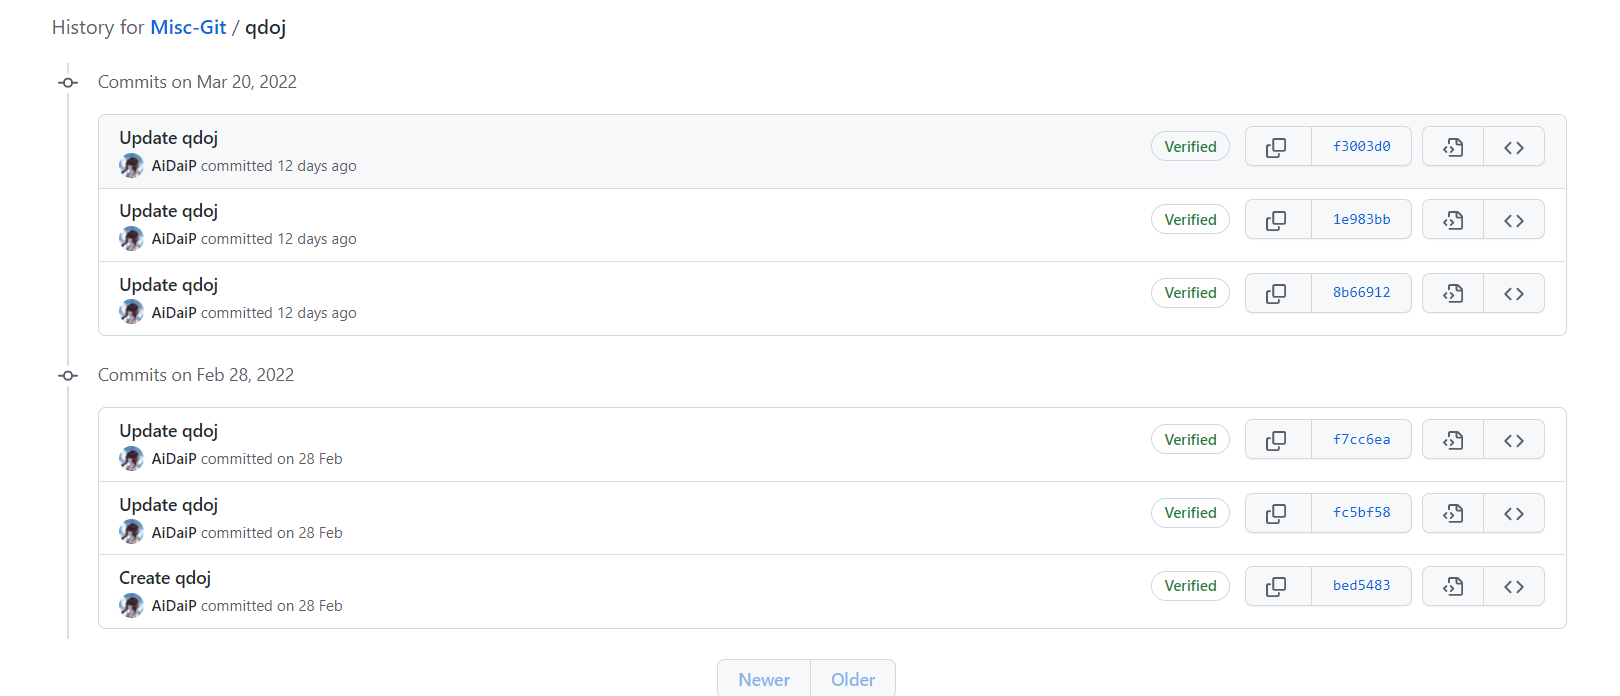 History for Misc-Git / qdoj
Commits on Mar 20, 2022
Update qdoj
Verified f3003d0
AiDaiP committed 12 days ago
Update qdoj
Verified 1e983bb
AiDaiP committed 12 days ago
Update qdoj
Verified 8b66912
AiDaiP committed 12 days ago
Commits on Feb 28, 2022
Update qdoj
Verified f7cc6ea
AiDaiP committed on 28 Feb
Update qdoj
Verified fc5bf58
AiDaiP committed on 28 Feb
Create qdoj
Verified bed5483
AiDaiP committed on 28 Feb
Newer Older